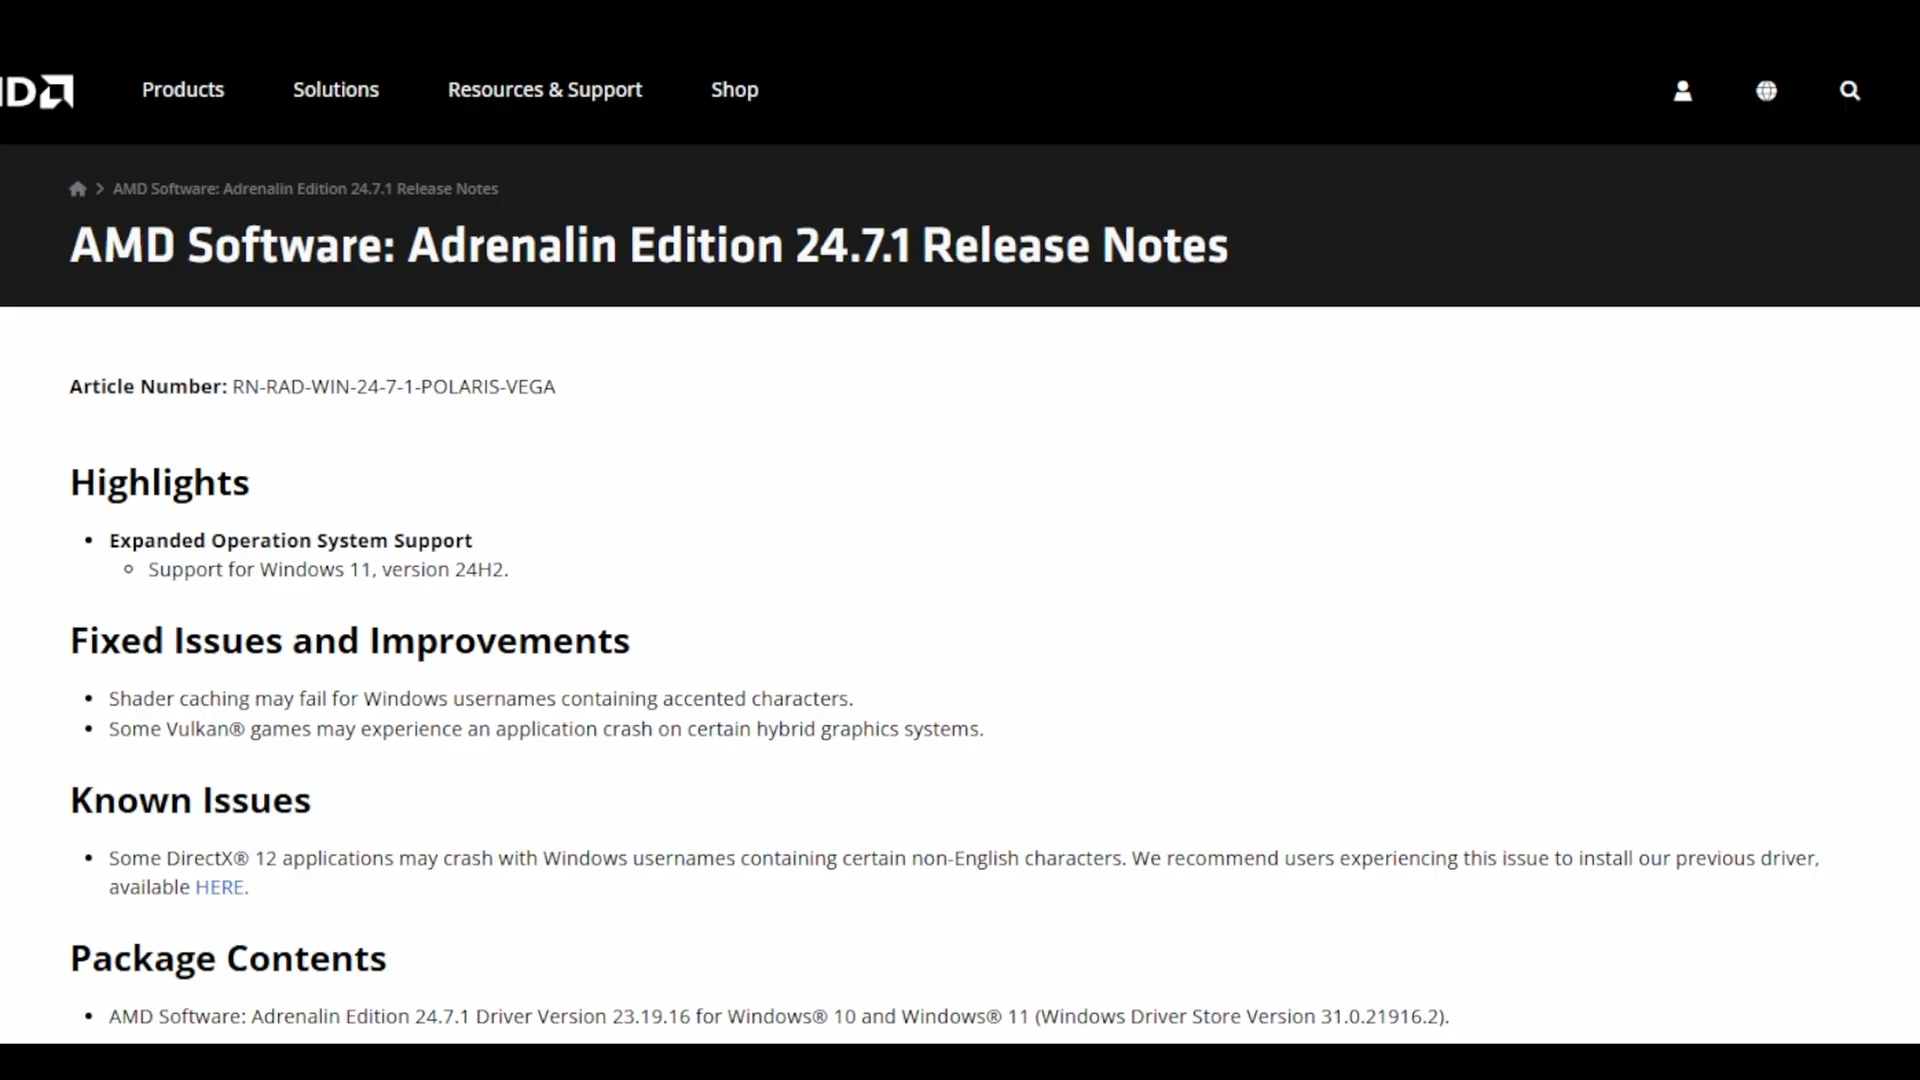 Products Solutions Resources & Support Shop
AMD Software: Adrenalin Edition 24.7.1 Release Notes
AMD Software: Adrenalin Edition 24.7.1 Release Notes
Article Number: RN-RAD-WIN-24-7-1-POLARIS-VEGA
Highlights
Expanded Operation System Support
Support for Windows 11, version 24H2.
Fixed Issues and Improvements
Shader caching may fail for Windows usernames containing accented characters.
Some Vulkan® games may experience an application crash on certain hybrid graphics systems.
Known Issues
Some DirectX® 12 applications may crash with Windows usernames containing certain non-English characters. We recommend users experiencing this issue to install our previous driver,
available HERE.
Package Contents
AMD Software: Adrenalin Edition 24.7.1 Driver Version 23.19.16 for Windows® 10 and Windows® 11 (Windows Driver Store Version 31.0.21916.2).